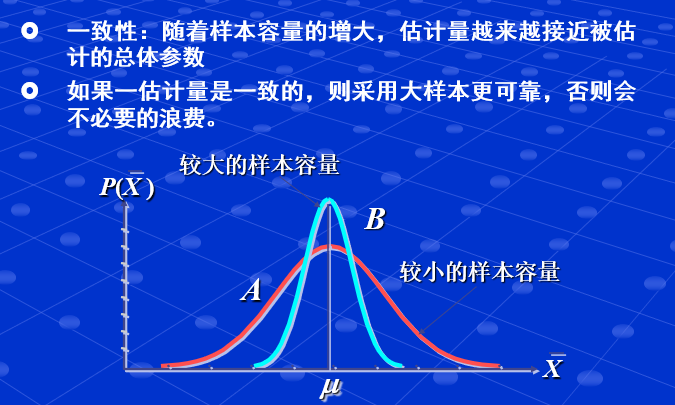 一致性：随着样本容量的增大，估计量越来越接近被估
计的总体参数
如果一估计量是一致的，则采用大样本更可靠，否则会
不必要的浪费。
较大的样本容量
P(X̅)
B
较小的样本容量
A
X̅
μ